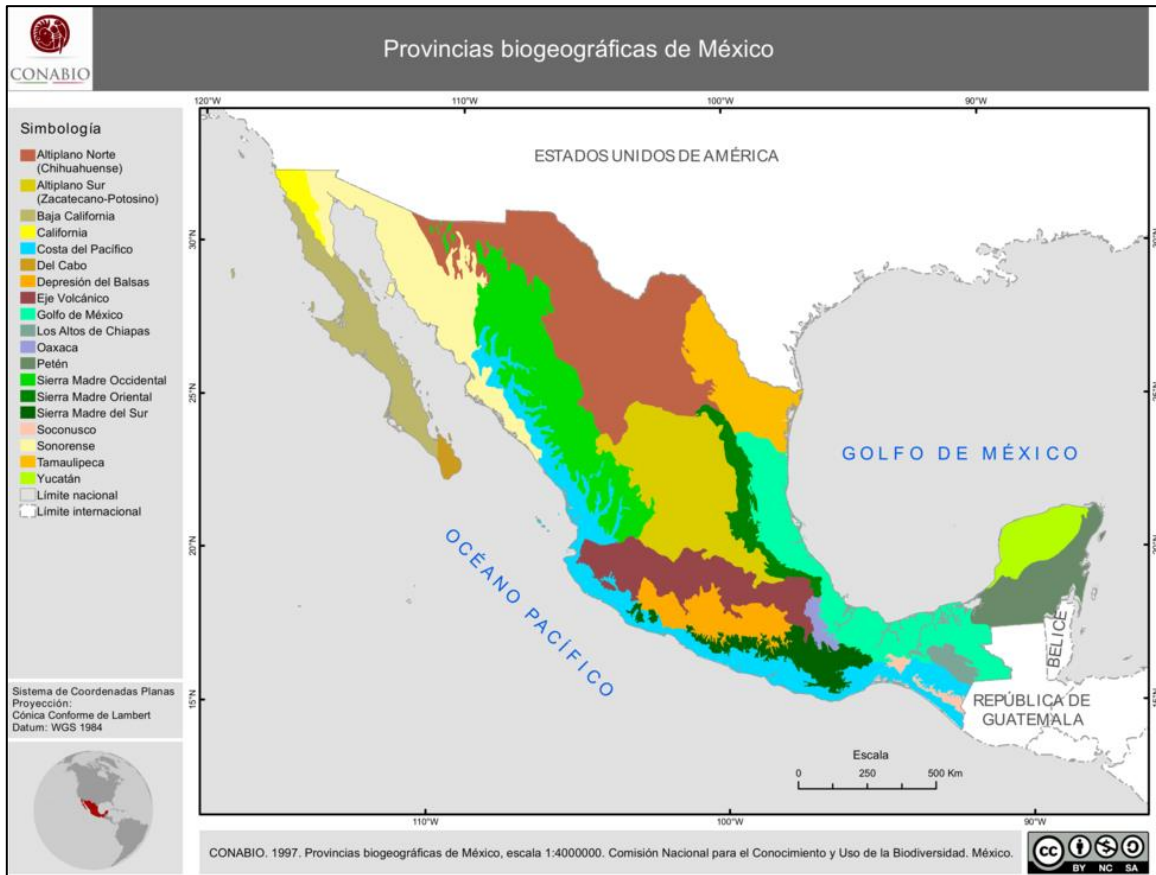 CONABIO
Provincias biogeográficas de México
120°W
110°W
100°W
90°W
Simbología
Altiplano Norte
(Chihuahuense)
Altiplano Sur
(Zacatecano-Potosino)
Baja California
California
Costa del Pacífico
Del Cabo
Depresión del Balsas
Eje Volcánico
Golfo de México
Los Altos de Chiapas
Oaxaca
Petén
Sierra Madre Occidental
Sierra Madre Oriental
Sierra Madre del Sur
Soconusco
Sonorense
Tamaulipeca
Yucatán
Límite nacional
Límite internacional
Sistema de Coordenadas Planas
Proyección:
Cónica Conforme de Lambert
Datum: WGS 1984
ESTADOS UNIDOS DE AMÉRICA
30°N
30°N
25°N
25°N
GOLFO DE MÉXICO
20°N
20°N
OCÉANO PACÍFICO
BELICE
15°N
15°N
REPÚBLICA DE
GUATEMALA
Escala
0 250 500 Km
110°W
100°W
90°W
CONABIO. 1997. Provincias biogeográficas de México, escala 1:4000000. Comisión Nacional para el Conocimiento y Uso de la Biodiversidad. México.
CC
BY NC SA